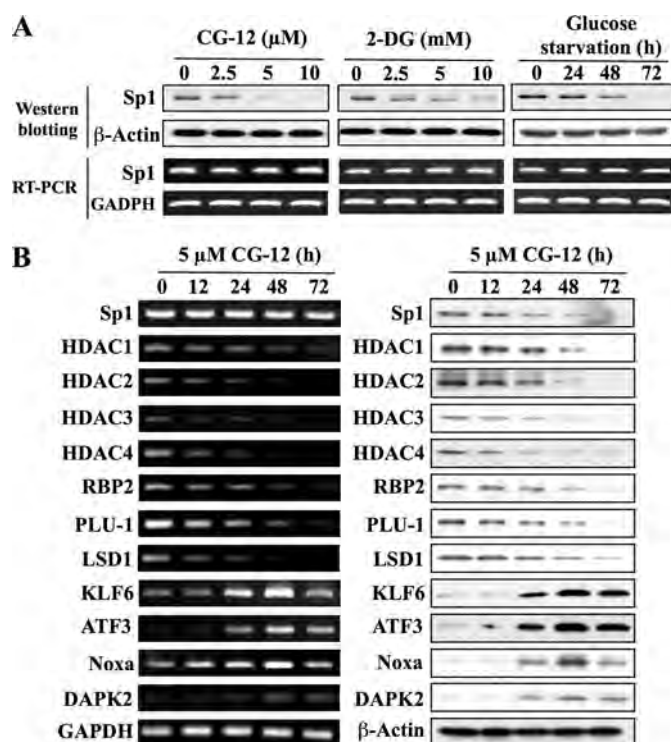 A
CG-12 (μM)
2-DG (mM)
Glucose starvation (h)
0 2.5 5 10
0 2.5 5 10
0 24 48 72
Western blotting
Sp1
β-Actin
RT-PCR
Sp1
GADPH
B
5 μM CG-12 (h)
0 12 24 48 72
Sp1
HDAC1
HDAC2
HDAC3
HDAC4
RBP2
PLU-1
LSD1
KLF6
ATF3
Noxa
DAPK2
GAPDH
5 μM CG-12 (h)
0 12 24 48 72
Sp1
HDAC1
HDAC2
HDAC3
HDAC4
RBP2
PLU-1
LSD1
KLF6
ATF3
Noxa
DAPK2
β-Actin